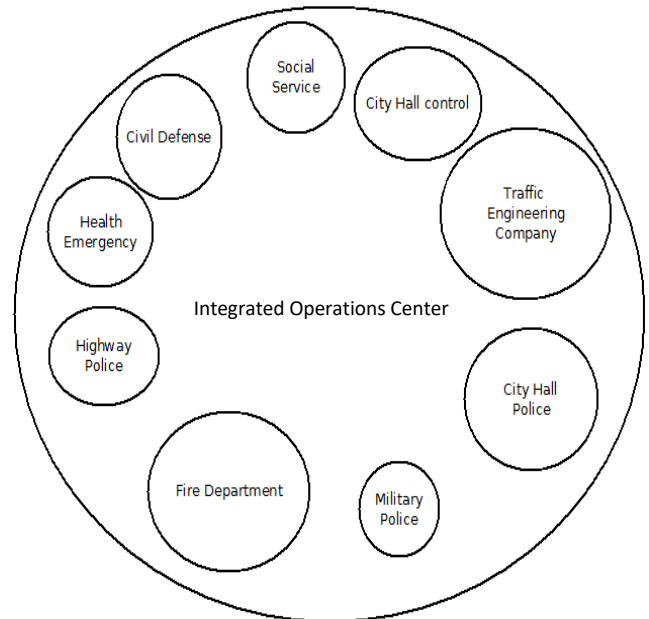 Social
Service
City Hall control
Civil Defense
Traffic
Engineering
Company
Health
Emergency
Integrated Operations Center
Highway
Police
City Hall
Police
Fire Department
Military
Police